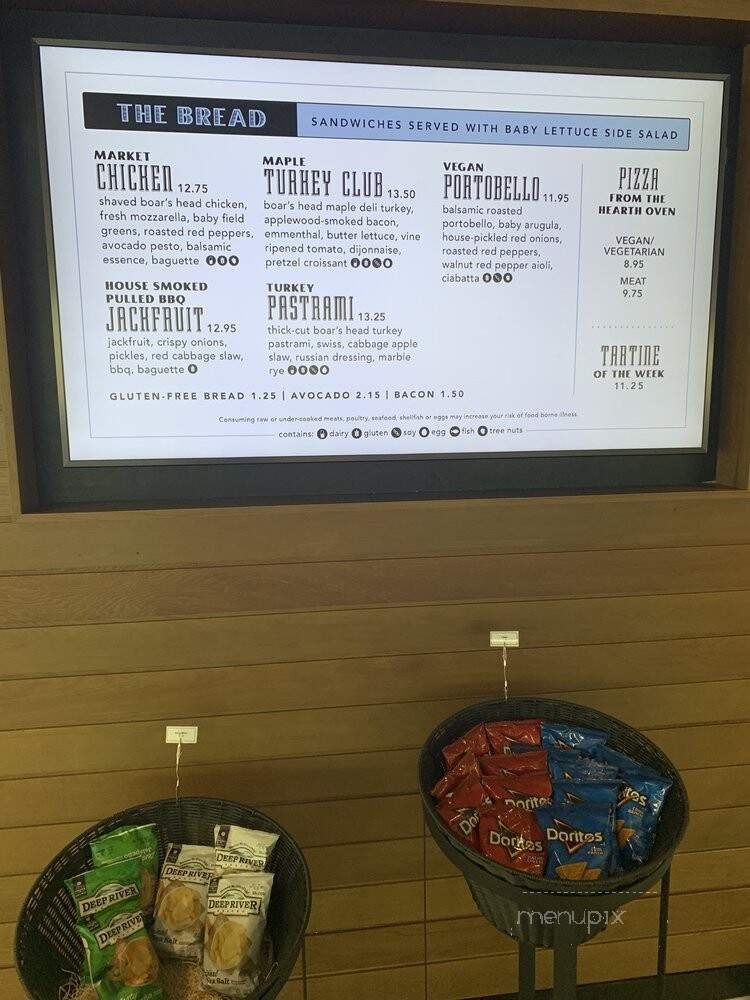 THE BREAD
SANDWICHES SERVED WITH BABY LETTUCE SIDE SALAD
MARKET
CHICKEN 12.75
shaved boar's head chicken,
fresh mozzarella, baby field
greens, roasted red peppers,
avocado pesto, balsamic
essence, baguette
MAPLE
TURKEY CLUB 13.50
boar's head maple deli turkey,
applewood-smoked bacon,
emmenthal, butter lettuce, vine
ripened tomato, dijonnaise,
pretzel croissant
VEGAN
PORTOBELLO 11.95
balsamic roasted
portobello, baby arugula,
house-pickled red onions,
roasted red peppers,
walnut red pepper aioli,
ciabatta
PIZZA
FROM THE
HEARTH OVEN
VEGAN/
VEGETARIAN
8.95
MEAT
9.75
HOUSE SMOKED
PULLED BBQ
JACKFRUIT 12.95
jackfruit, crispy onions,
pickles, red cabbage slaw,
bbq, baguette
TURKEY
PASTRAMI 13.25
thick-cut boar's head turkey
pastrami, swiss, cabbage apple
slaw, russian dressing, marble
rye
TARTINE
OF THE WEEK
11.25
GLUTEN-FREE BREAD 1.25 | AVOCADO 2.15 | BACON 1.50
Consuming raw or under-cooked meats, poultry, seafood, shellfish or eggs may increase your risk of food borne illness.
contains: dairy gluten soy egg fish tree nuts
DEEP RIVER
DEEP RIVER
DEEP RIVER
DEEP RIVER
DEEP RIVER
Sea Salt
Doritos
Doritos
Doritos
Doritos
menupix